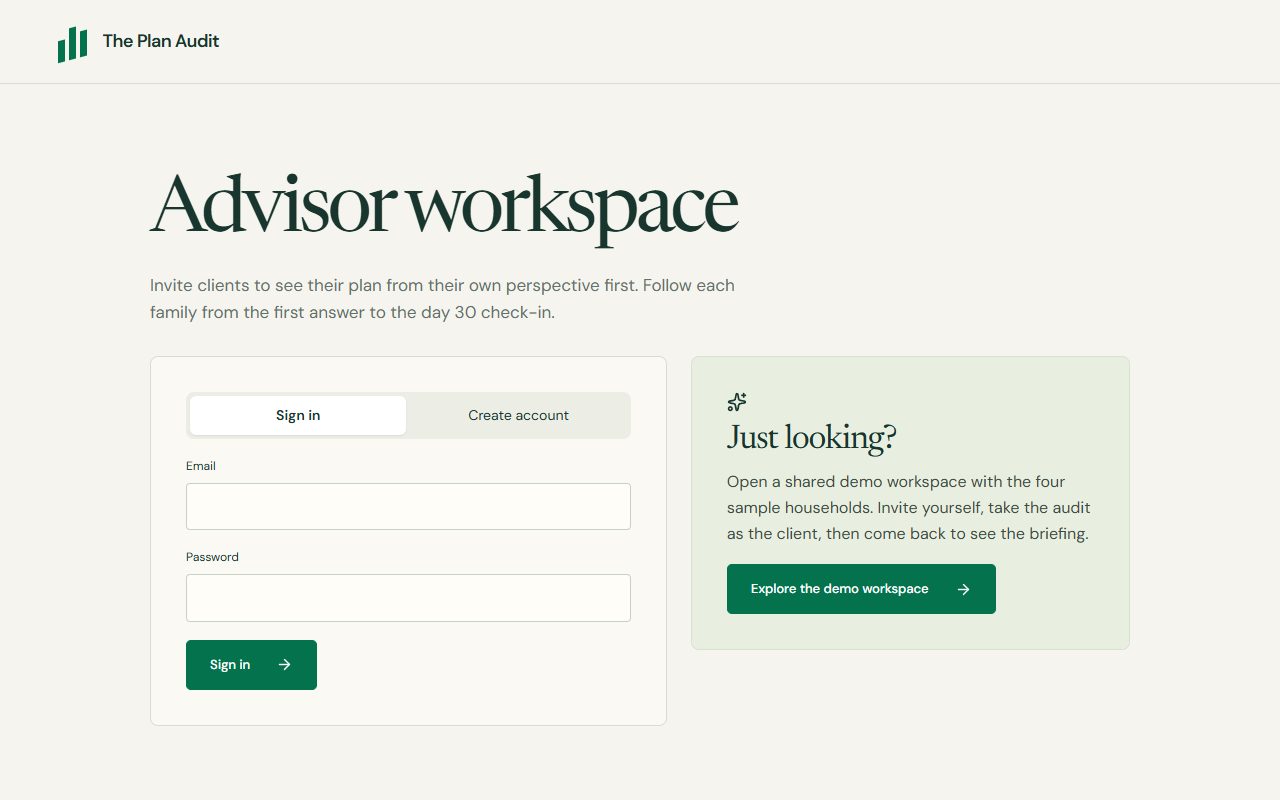 The Plan Audit
Advisor workspace
Invite clients to see their plan from their own perspective first. Follow each
family from the first answer to the day 30 check-in.
Sign in
Create account
Email
Password
Sign in
Just looking?
Open a shared demo workspace with the four
sample households. Invite yourself, take the audit
as the client, then come back to see the briefing.
Explore the demo workspace